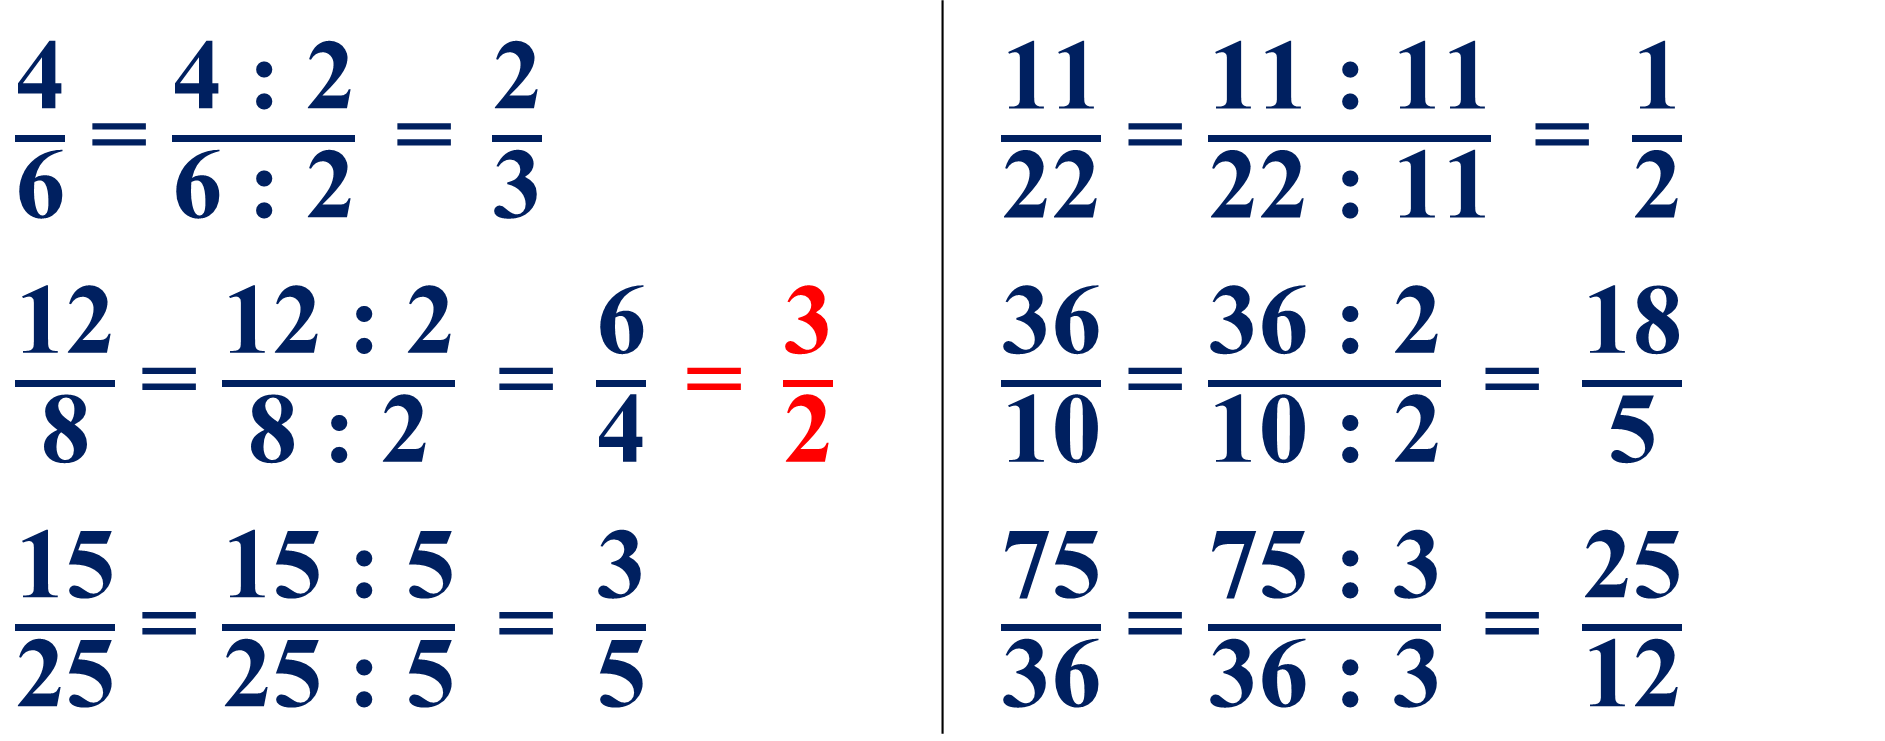 4/6 = 4 : 2/6 : 2 = 2/3
12/8 = 12 : 2/8 : 2 = 6/4 = 3/2
15/25 = 15 : 5/25 : 5 = 3/5
11/22 = 11 : 11/22 : 11 = 1/2
36/10 = 36 : 2/10 : 2 = 18/5
75/36 = 75 : 3/36 : 3 = 25/12